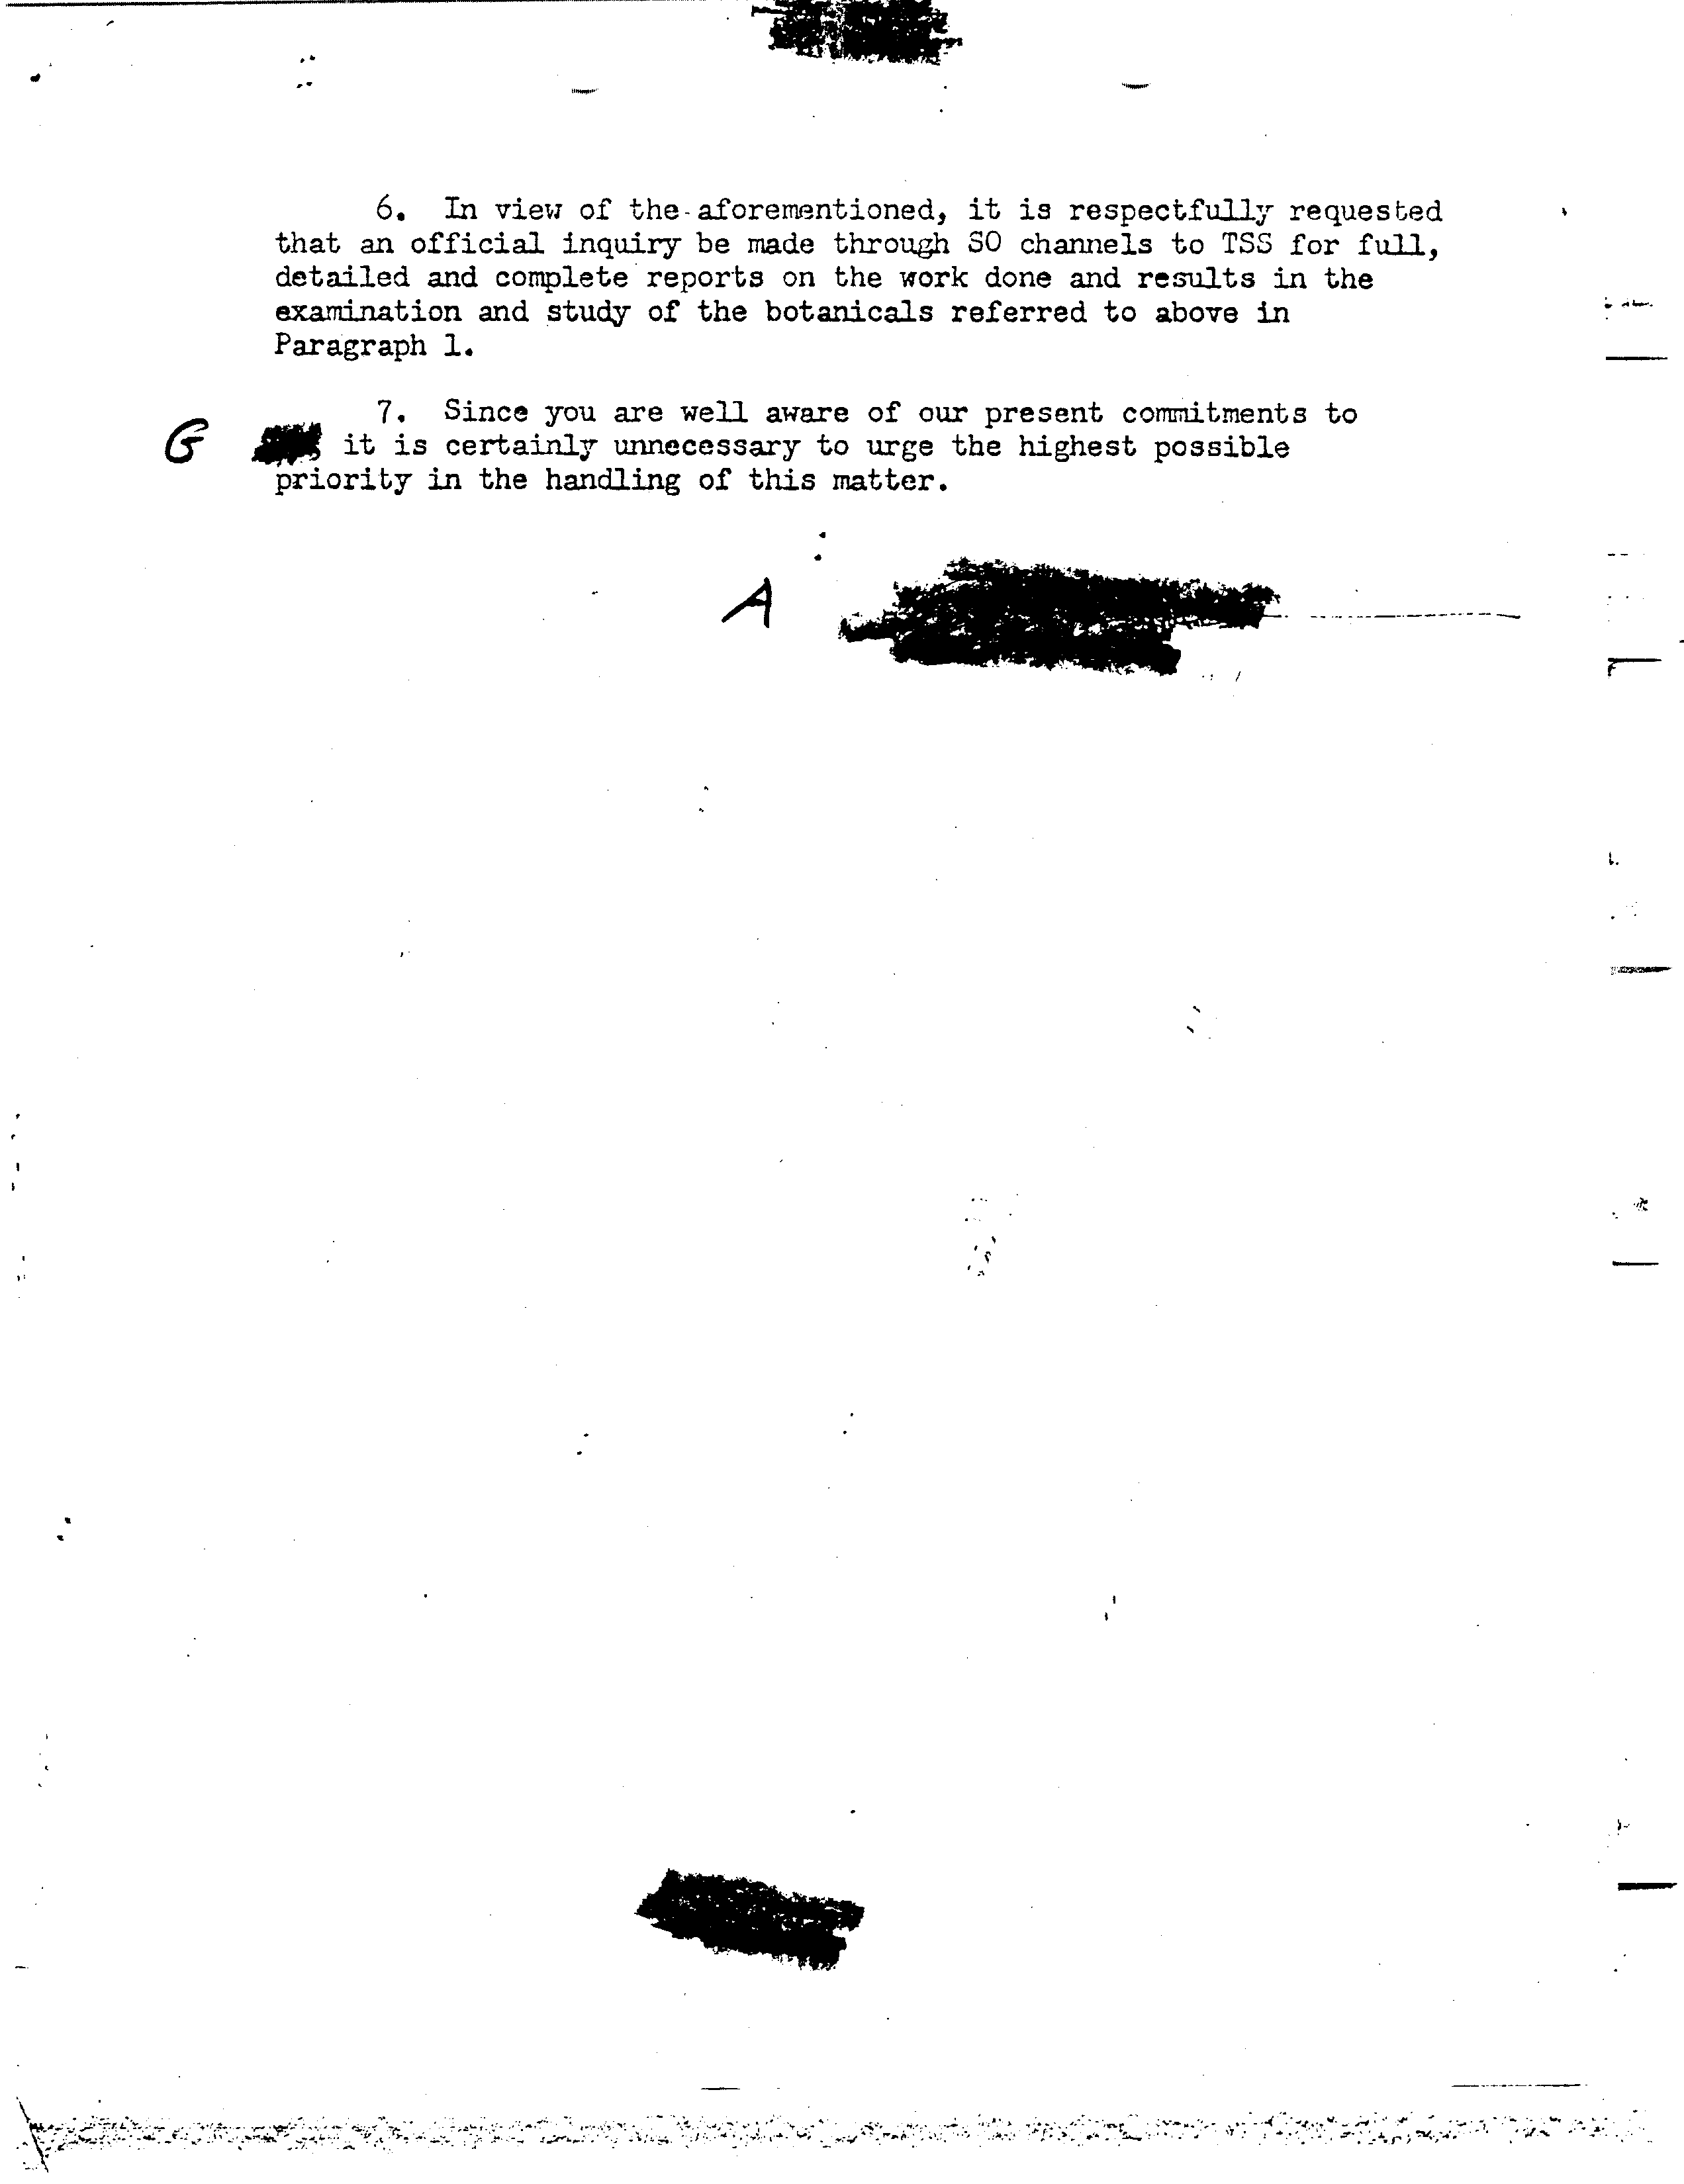 6. In view of the aforementioned, it is respectfully requested
that an official inquiry be made through SO channels to TSS for full,
detailed and complete reports on the work done and results in the
examination and study of the botanicals referred to above in
Paragraph 1.
7. Since you are well aware of our present commitments to
G it is certainly unnecessary to urge the highest possible
priority in the handling of this matter.
A